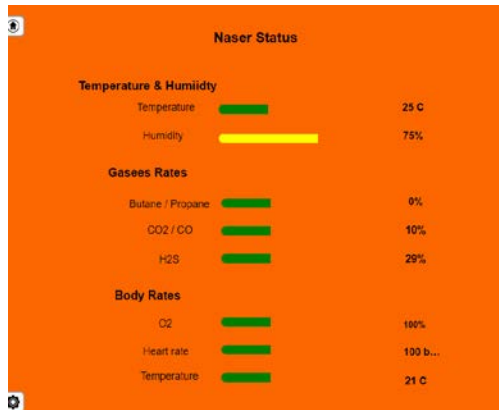 Naser Status
Temperature & Humiidty
Temperature 25 C
Humidity 75%
Gasees Rates
Butane / Propane 0%
CO2 / CO 10%
H2S 29%
Body Rates
O2 100%
Heart rate 100 b...
Temperature 21 C